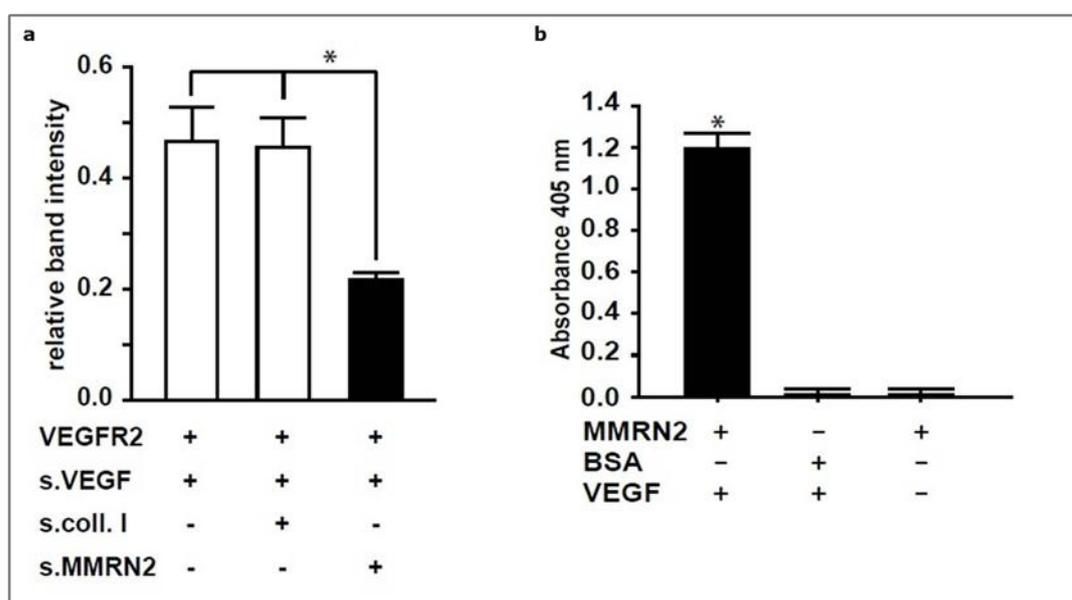 a
*
0.6
0.4
0.2
0.0
relative band intensity
VEGFR2 + + +
s.VEGF + + +
s.coll. I - + -
s.MMRN2 - - +
b
*
1.4
1.2
1.0
0.8
0.6
0.4
0.2
0.0
Absorbance 405 nm
MMRN2 + − +
BSA − + −
VEGF + + −